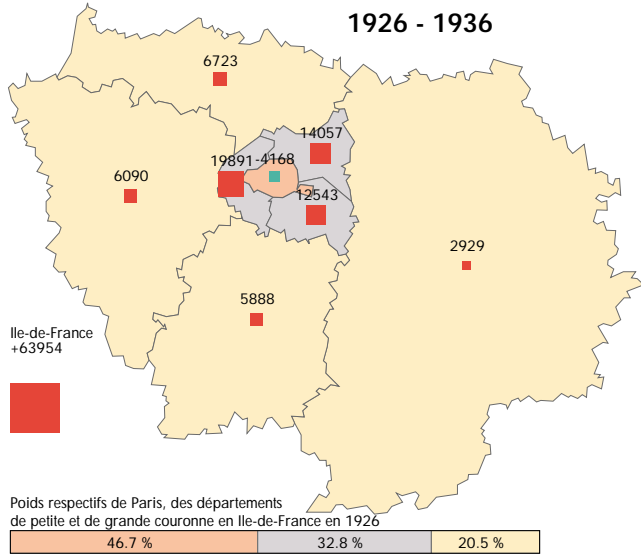 1926 - 1936
6723
14057
19891 -4168
6090
12543
2929
5888
Ile-de-France
+63954
Poids respectifs de Paris, des départements
de petite et de grande couronne en Ile-de-France en 1926
46.7 % 32.8 % 20.5 %